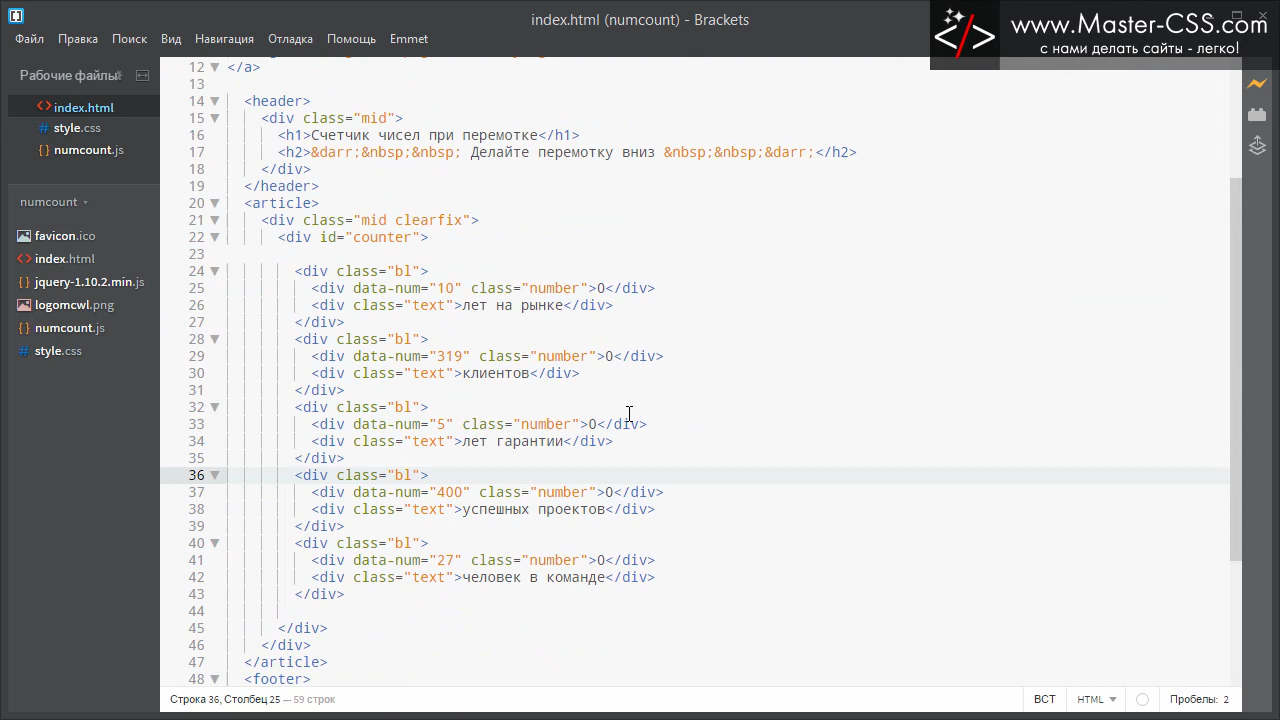 index.html (numcount) - Brackets
www.Master-CSS.com
с нами делать сайты - легко!
Файл Правка Поиск Вид Навигация Отладка Помощь Emmet
Рабочие файлы
index.html
style.css
numcount.js
numcount
favicon.ico
index.html
jquery-1.10.2.min.js
logomcwl.png
numcount.js
style.css
12 </a>
13
14 <header>
15 <div class="mid">
16 <h1>Счетчик чисел при перемотке</h1>
17 <h2>&darr;&nbsp;&nbsp; Делайте перемотку вниз &nbsp;&nbsp;&darr;</h2>
18 </div>
19 </header>
20 <article>
21 <div class="mid clearfix">
22 <div id="counter">
23
24 <div class="bl">
25 <div data-num="10" class="number">0</div>
26 <div class="text">лет на рынке</div>
27 </div>
28 <div class="bl">
29 <div data-num="319" class="number">0</div>
30 <div class="text">клиентов</div>
31 </div>
32 <div class="bl">
33 <div data-num="5" class="number">0</div>
34 <div class="text">лет гарантии</div>
35 </div>
36 <div class="bl">
37 <div data-num="400" class="number">0</div>
38 <div class="text">успешных проектов</div>
39 </div>
40 <div class="bl">
41 <div data-num="27" class="number">0</div>
42 <div class="text">человек в команде</div>
43 </div>
44
45 </div>
46 </div>
47 </article>
48 <footer>
Строка 36, Столбец 25 — 59 строк
ВСТ HTML Пробелы: 2